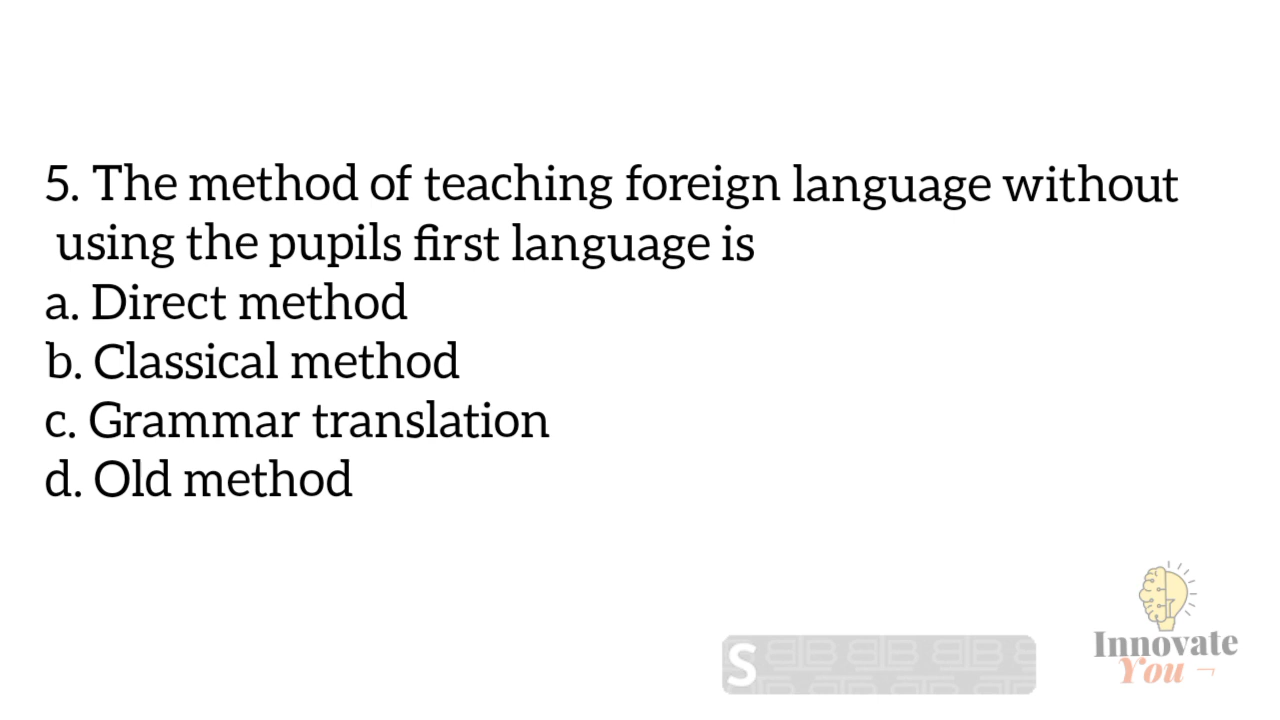 5. The method of teaching foreign language without
using the pupils first language is
a. Direct method
b. Classical method
c. Grammar translation
d. Old method
S
Innovate
You